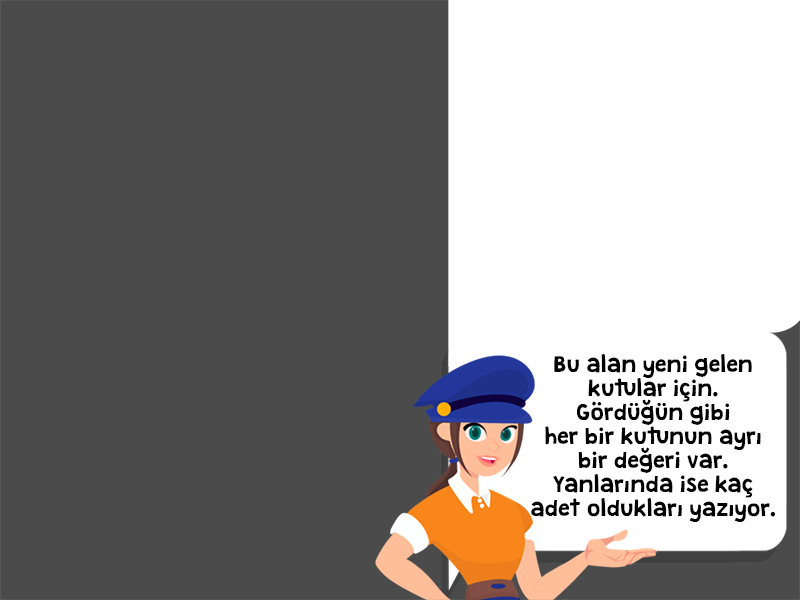 Bu alan yeni gelen
kutular için.
Gördüğün gibi
her bir kutunun ayrı
bir değeri var.
Yanlarında ise kaç
adet oldukları yazıyor.